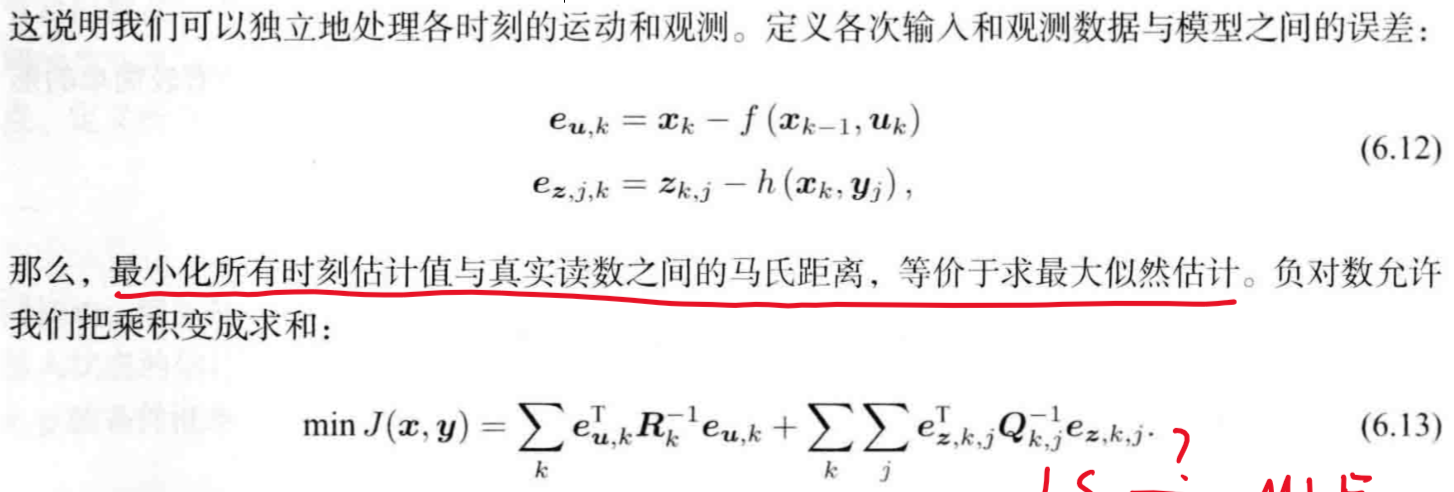 这说明我们可以独立地处理各时刻的运动和观测。定义各次输入和观测数据与模型之间的误差：
e_{u,k} = x_k − f (x_{k−1}, u_k)
(6.12)
e_{z,j,k} = z_{k,j} − h (x_k, y_j) ,
那么，最小化所有时刻估计值与真实读数之间的马氏距离，等价于求最大似然估计。负对数允许
我们把乘积变成求和：
min J(x, y) = ∑_k e_{u,k}^T R_k^{−1} e_{u,k} + ∑_k ∑_j e_{z,k,j}^T Q_{k,j}^{−1} e_{z,k,j}. (6.13)
?